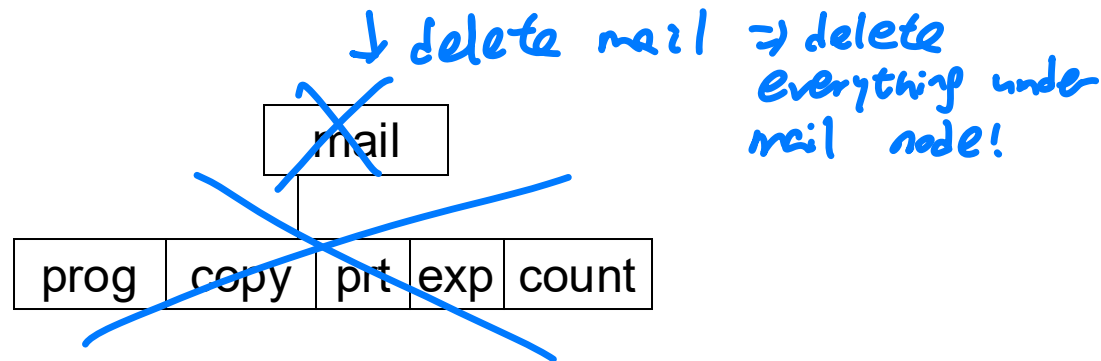 ↓ delete mail => delete
everything under
mail node!
mail
prog copy prt exp count